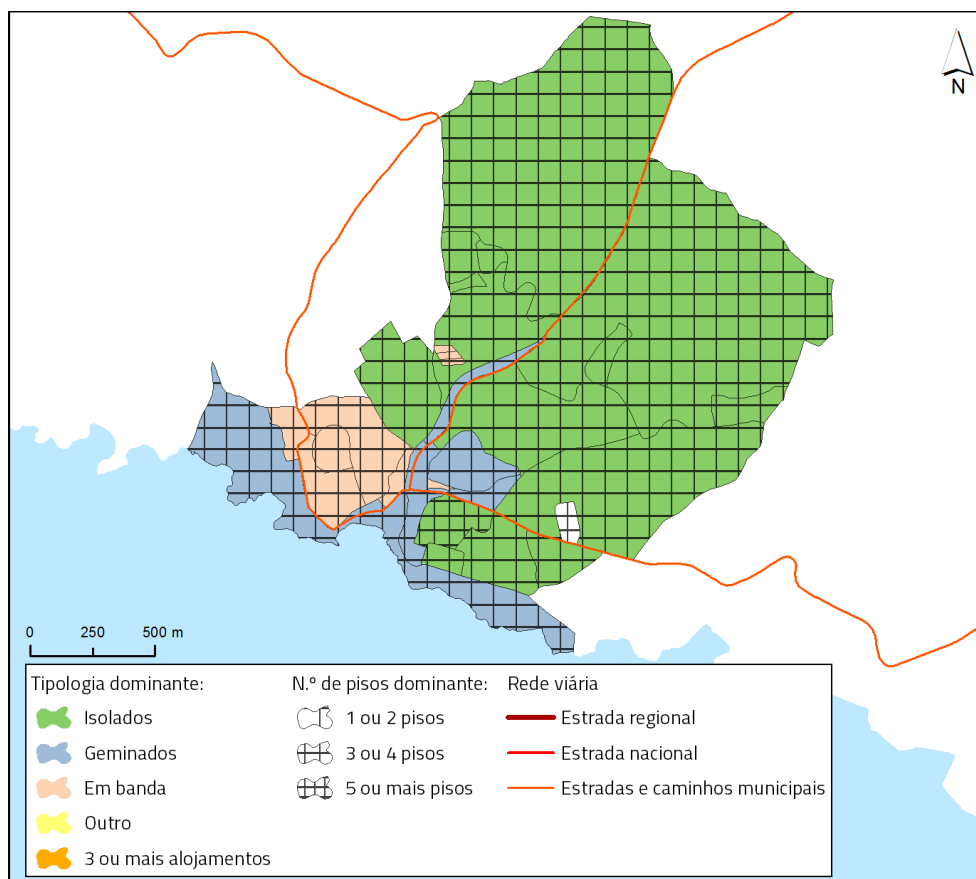 N
0 250 500 m
Tipologia dominante:
Isolados
Geminados
Em banda
Outro
3 ou mais alojamentos
N.º de pisos dominante:
1 ou 2 pisos
3 ou 4 pisos
5 ou mais pisos
Rede viária
Estrada regional
Estrada nacional
Estradas e caminhos municipais